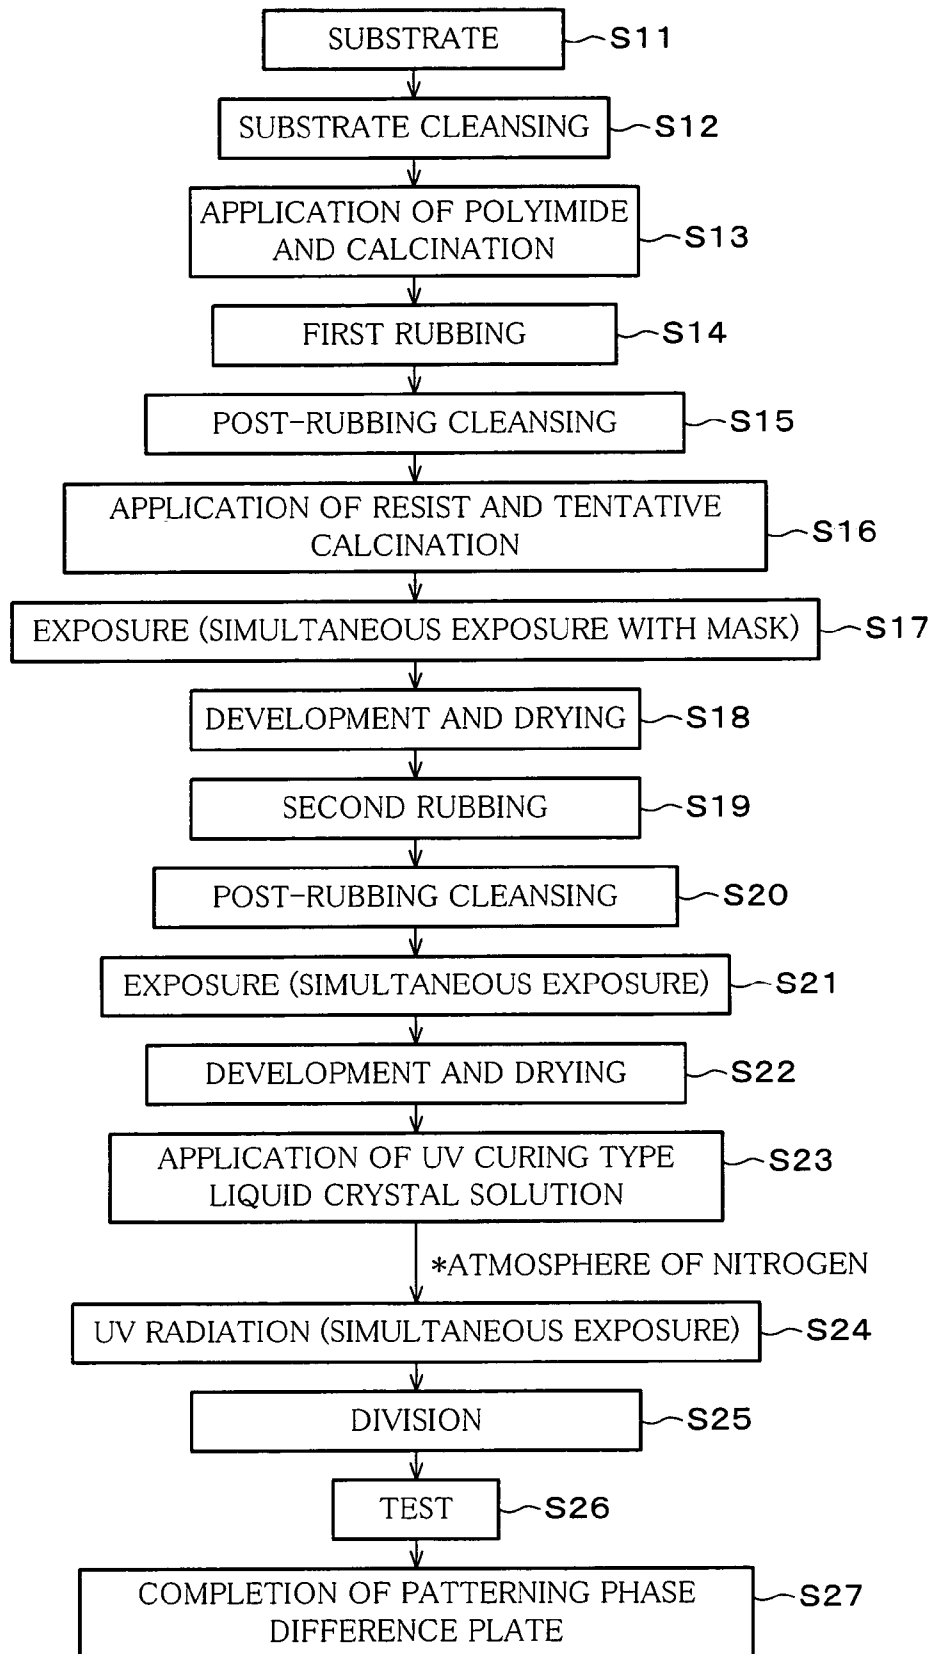 SUBSTRATE S11
SUBSTRATE CLEANSING S12
APPLICATION OF POLYIMIDE
AND CALCINATION S13
FIRST RUBBING S14
POST-RUBBING CLEANSING S15
APPLICATION OF RESIST AND TENTATIVE
CALCINATION S16
EXPOSURE (SIMULTANEOUS EXPOSURE WITH MASK) S17
DEVELOPMENT AND DRYING S18
SECOND RUBBING S19
POST-RUBBING CLEANSING S20
EXPOSURE (SIMULTANEOUS EXPOSURE) S21
DEVELOPMENT AND DRYING S22
APPLICATION OF UV CURING TYPE S23
LIQUID CRYSTAL SOLUTION
*ATMOSPHERE OF NITROGEN
UV RADIATION (SIMULTANEOUS EXPOSURE) S24
DIVISION S25
TEST S26
COMPLETION OF PATTERNING PHASE S27
DIFFERENCE PLATE